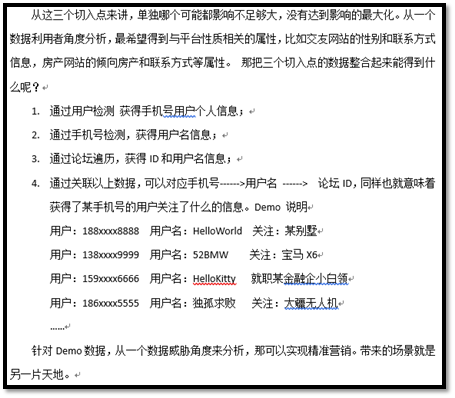 从这三个切入点来讲，单独哪个可能都影响不足够大，没有达到影响的最大化。从一个
数据利用者角度分析，最希望得到与平台性质相关的属性，比如交友网站的性别和联系方式
信息，房产网站的倾向房产和联系方式等属性。 那把三个切入点的数据整合起来能得到什
么呢？
1. 通过用户检测 获得手机号用户个人信息；
2. 通过手机号检测，获得用户名信息；
3. 通过论坛遍历，获得 ID 和用户名信息；
4. 通过关联以上数据，可以对应手机号------>用户名 ------> 论坛 ID，同样也就意味着
获得了某手机号的用户关注了什么的信息。Demo 说明
用户：188xxxx8888 用户名：HelloWorld 关注：某别墅
用户：138xxxx9999 用户名：52BMW 关注：宝马 X6
用户：159xxxx6666 用户名：HelloKitty 就职某金融企小白领
用户：186xxxx5555 用户名：独孤求败 关注：大疆无人机
……
针对 Demo 数据，从一个数据威胁角度来分析，那可以实现精准营销。带来的场景就是
另一片天地。